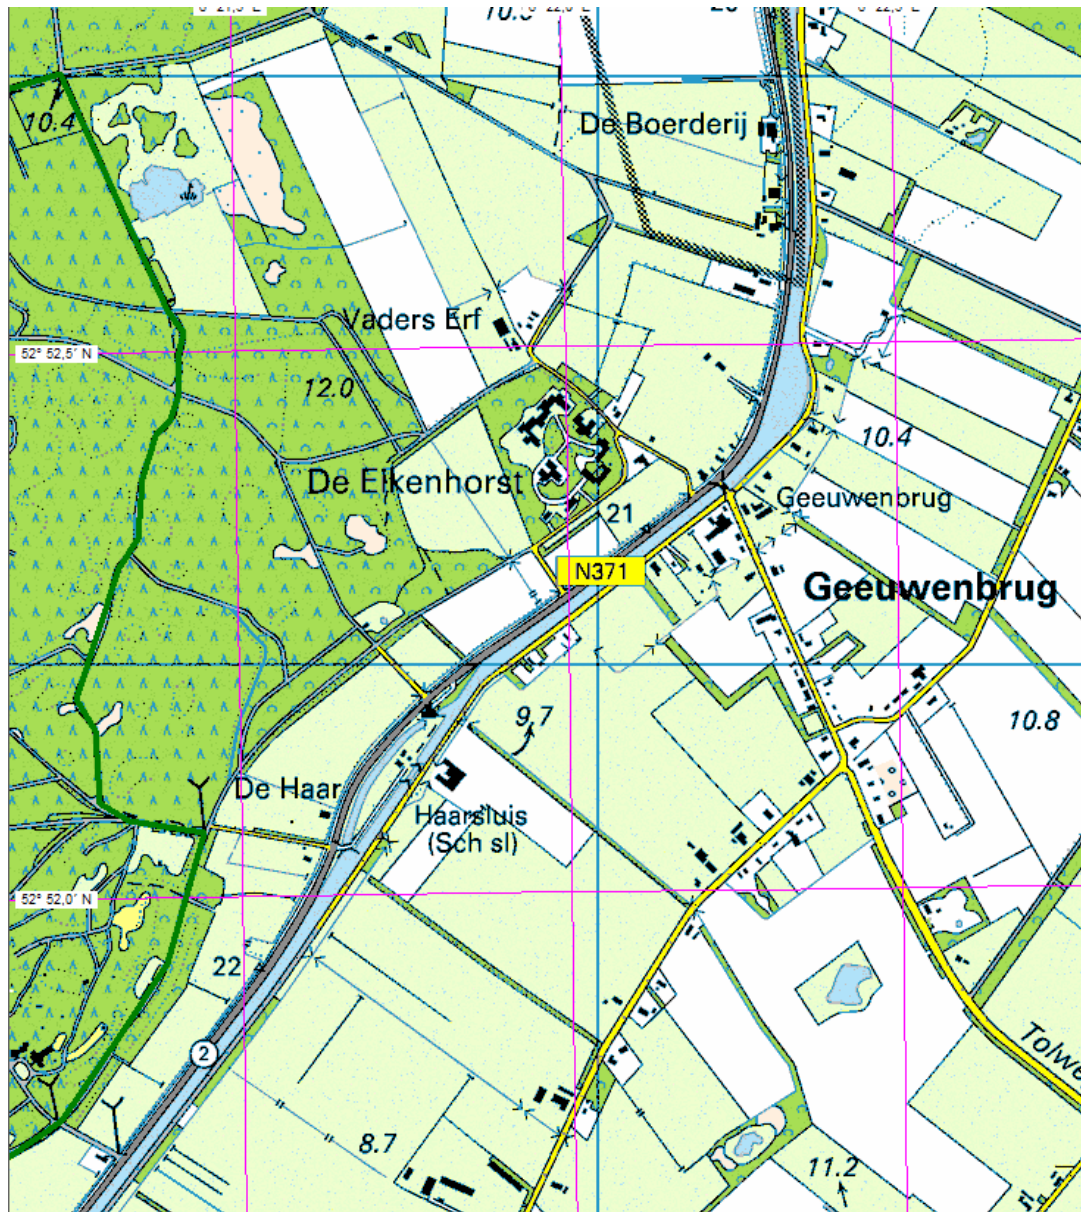 10.4
De Boerderij
Vaders Erf
52° 52,5′ N
12.0
10.4
De Eikenhorst
Geeuwenbrug
21
N371
Geeuwenbrug
9.7
10.8
De Haar
Haarsluis
(Sch sl)
52° 52,0′ N
22
2
Tolwe
8.7
11.2